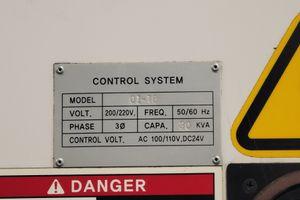 CONTROL SYSTEM
MODEL
VOLT. 200/220V, FREQ. 50/60 Hz
PHASE 3Ø CAPA. KVA
CONTROL VOLT. AC 100/110V,DC24V
DANGER